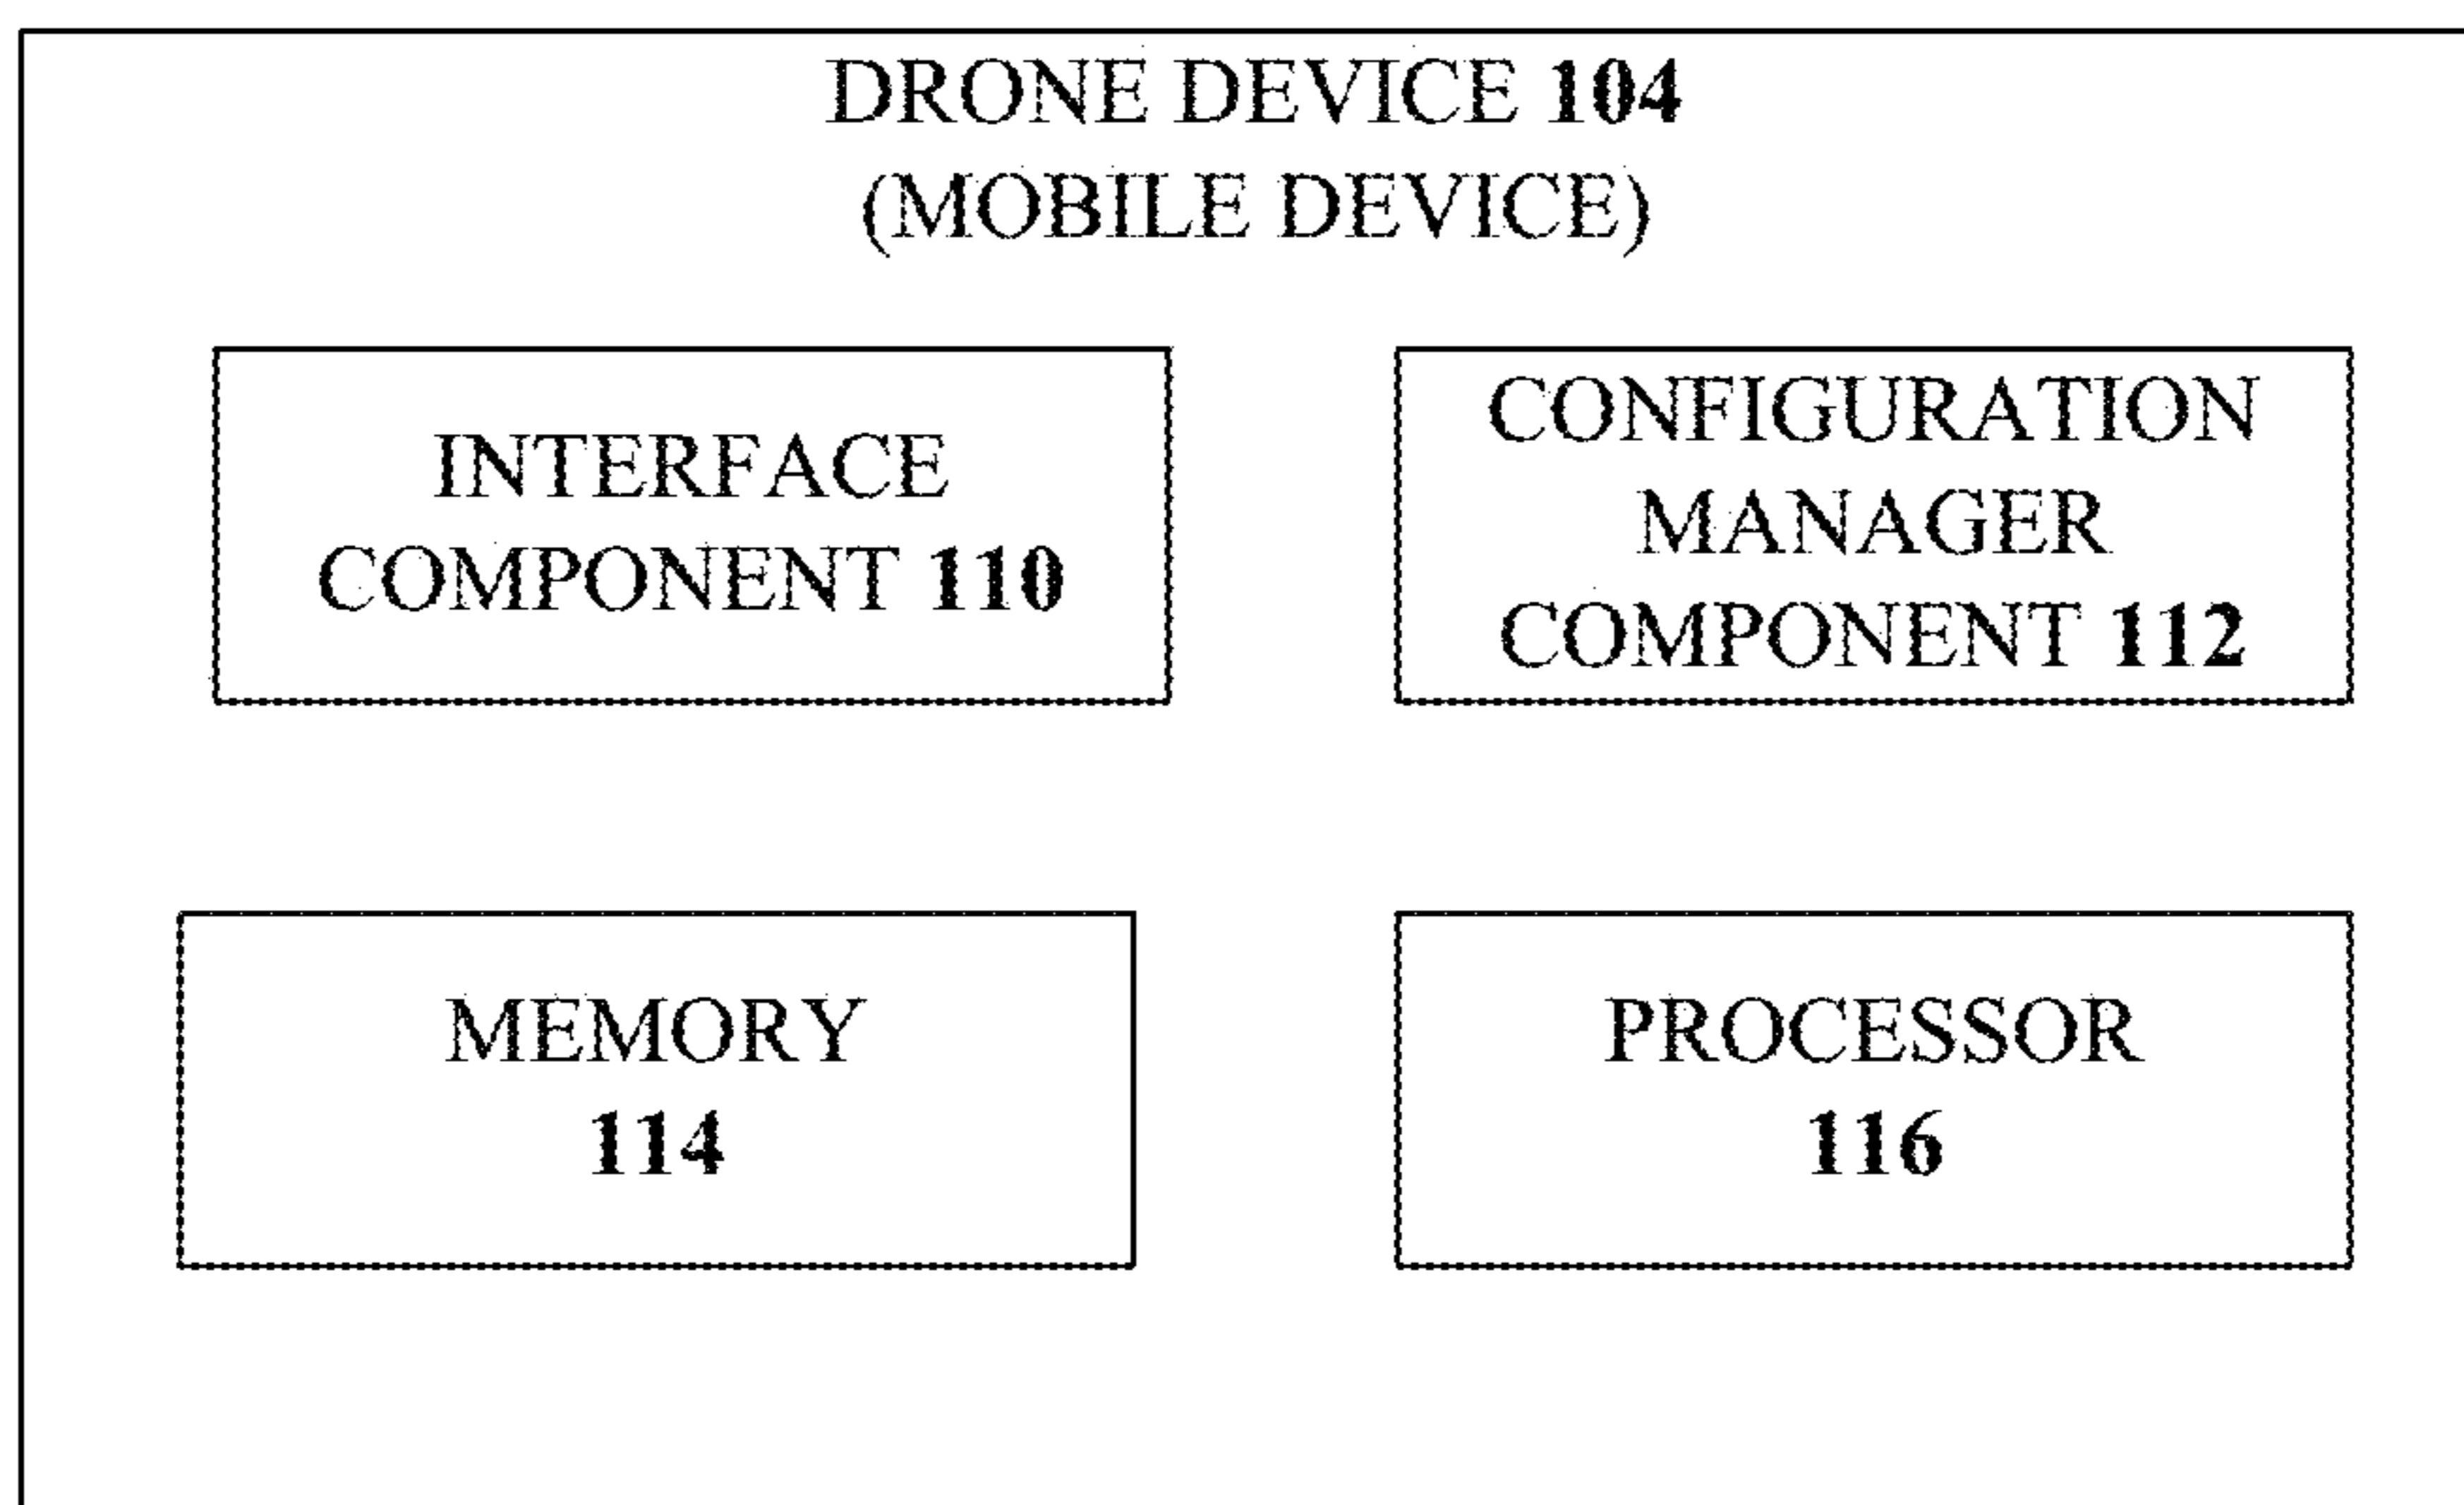 DRONE DEVICE 104
(MOBILE DEVICE)
INTERFACE
COMPONENT 110
CONFIGURATION
MANAGER
COMPONENT 112
MEMORY
114
PROCESSOR
116